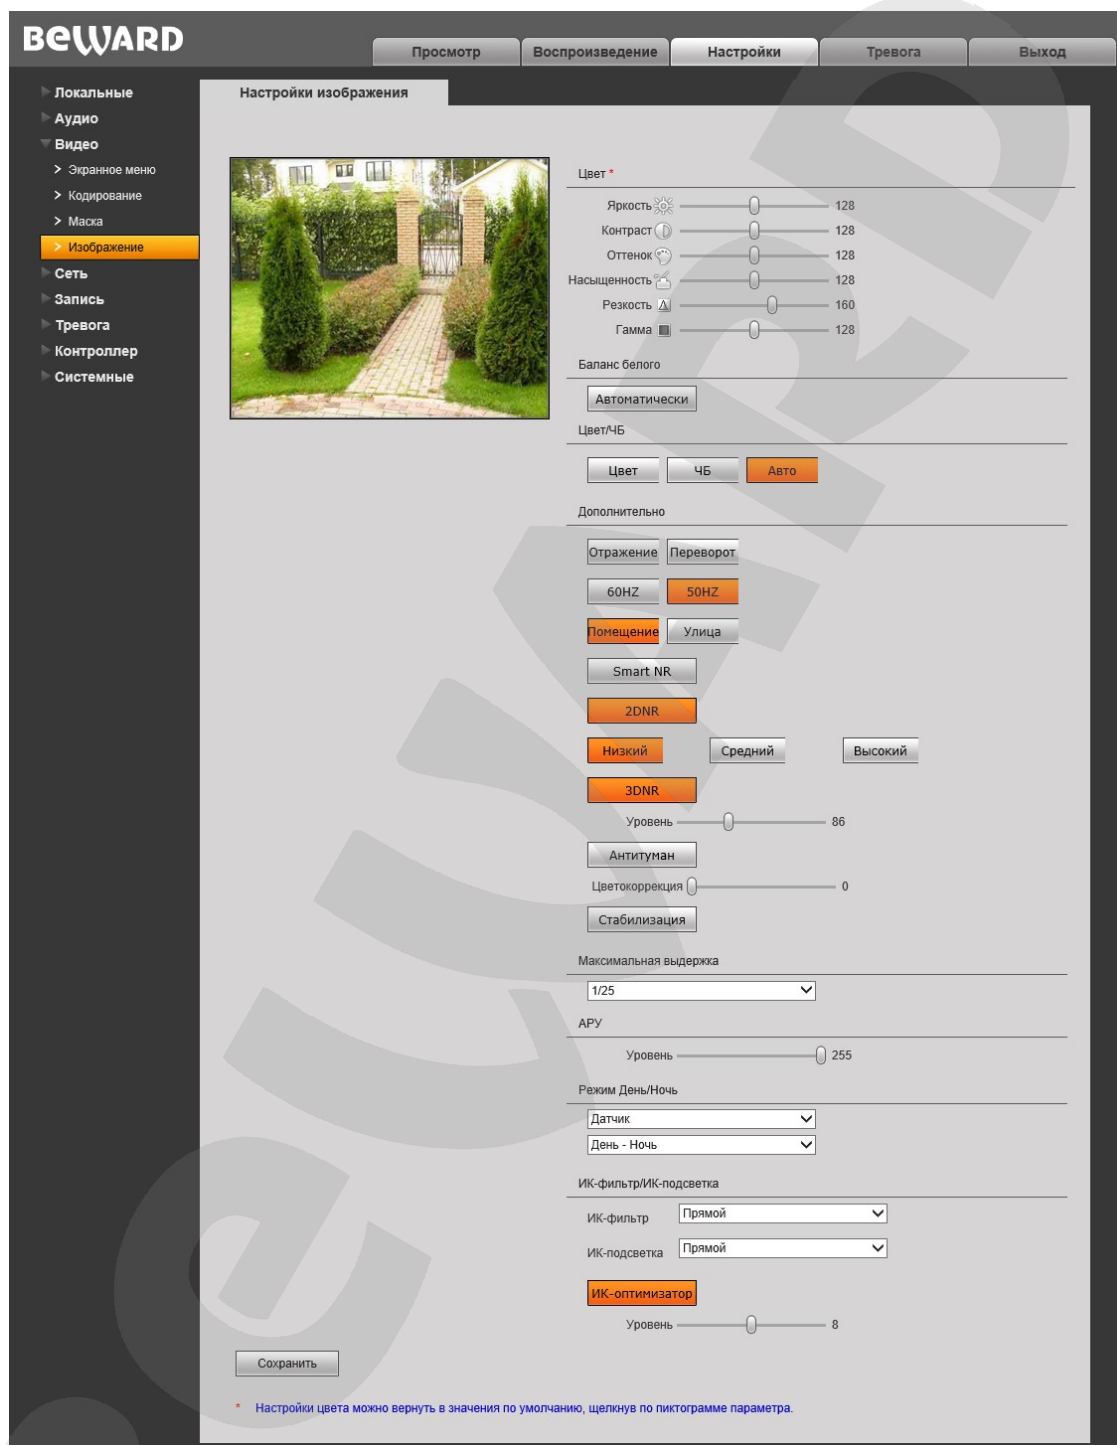 BEWARD
Просмотр Воспроизведение Настройки Тревога Выход
Локальные
Аудио
Видео
> Экранное меню
> Кодирование
> Маска
> Изображение
Сеть
Запись
Тревога
Контроллер
Системные
Настройки изображения
Цвет *
Яркость 128
Контраст 128
Оттенок 128
Насыщенность 128
Резкость 160
Гамма 128
Баланс белого
Автоматически
Цвет/ЧБ
Цвет ЧБ Авто
Дополнительно
Отражение Переворот
60HZ 50HZ
Помещение Улица
Smart NR
2DNR
Низкий Средний Высокий
3DNR
Уровень 86
Антитуман
Цветокоррекция 0
Стабилизация
Максимальная выдержка
1/25
АРУ
Уровень 255
Режим День/Ночь
Датчик
День - Ночь
ИК-фильтр/ИК-подсветка
ИК-фильтр Прямой
ИК-подсветка Прямой
ИК-оптимизатор
Уровень 8
Сохранить
* Настройки цвета можно вернуть в значения по умолчанию, щелкнув по пиктограмме параметра.